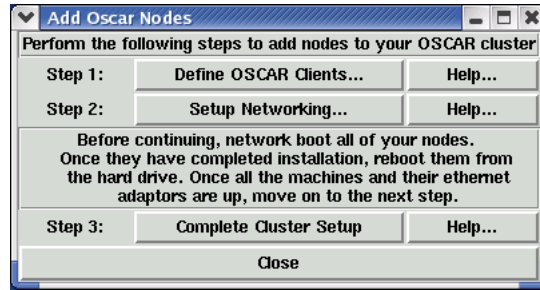 Add Oscar Nodes
Perform the following steps to add nodes to your OSCAR cluster
Step 1: Define OSCAR Clients... Help...
Step 2: Setup Networking... Help...
Before continuing, network boot all of your nodes.
Once they have completed installation, reboot them from
the hard drive. Once all the machines and their ethernet
adaptors are up, move on to the next step.
Step 3: Complete Cluster Setup Help...
Close